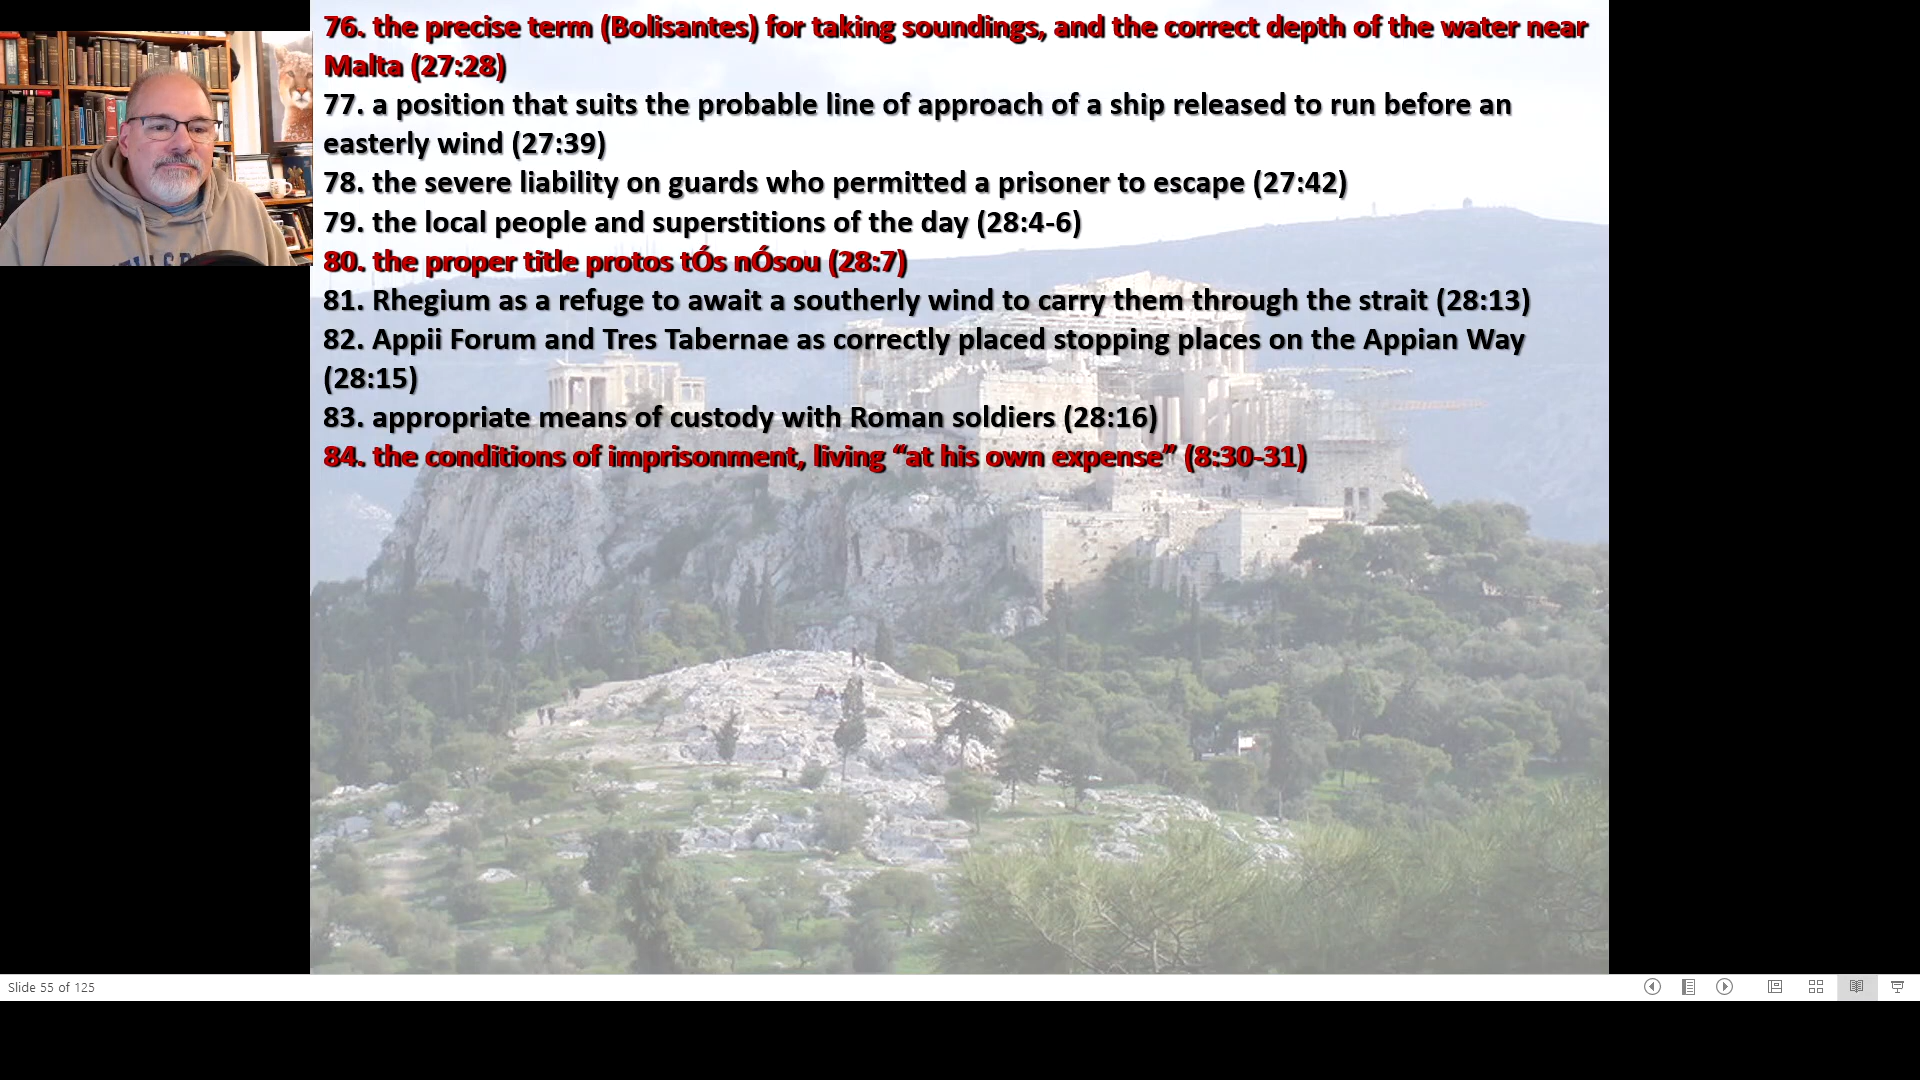 76. the precise term (Bolisantes) for taking soundings, and the correct depth of the water near
Malta (27:28)
77. a position that suits the probable line of approach of a ship released to run before an
easterly wind (27:39)
78. the severe liability on guards who permitted a prisoner to escape (27:42)
79. the local people and superstitions of the day (28:4-6)
80. the proper title protos tÓs nÓsou (28:7)
81. Rhegium as a refuge to await a southerly wind to carry them through the strait (28:13)
82. Appii Forum and Tres Tabernae as correctly placed stopping places on the Appian Way
(28:15)
83. appropriate means of custody with Roman soldiers (28:16)
84. the conditions of imprisonment, living “at his own expense” (8:30-31)
Slide 55 of 125